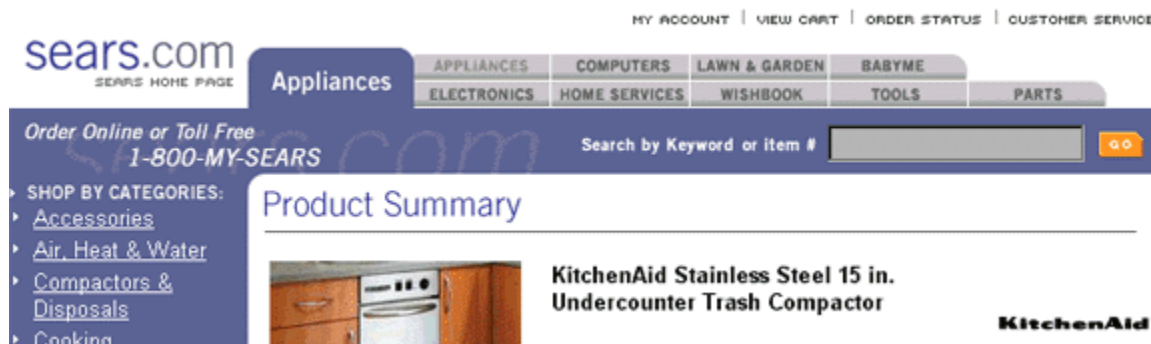 MY ACCOUNT | VIEW CART | ORDER STATUS | CUSTOMER SERVICE
sears.com
SEARS HOME PAGE
Appliances
APPLIANCES COMPUTERS LAWN & GARDEN BABYME
ELECTRONICS HOME SERVICES WISHBOOK TOOLS PARTS
Order Online or Toll Free
1-800-MY-SEARS
sears.com
Search by Keyword or item #
GO
SHOP BY CATEGORIES:
Accessories
Air, Heat & Water
Compactors &
Disposals
Cooking
Product Summary
KitchenAid Stainless Steel 15 in.
Undercounter Trash Compactor
KitchenAid